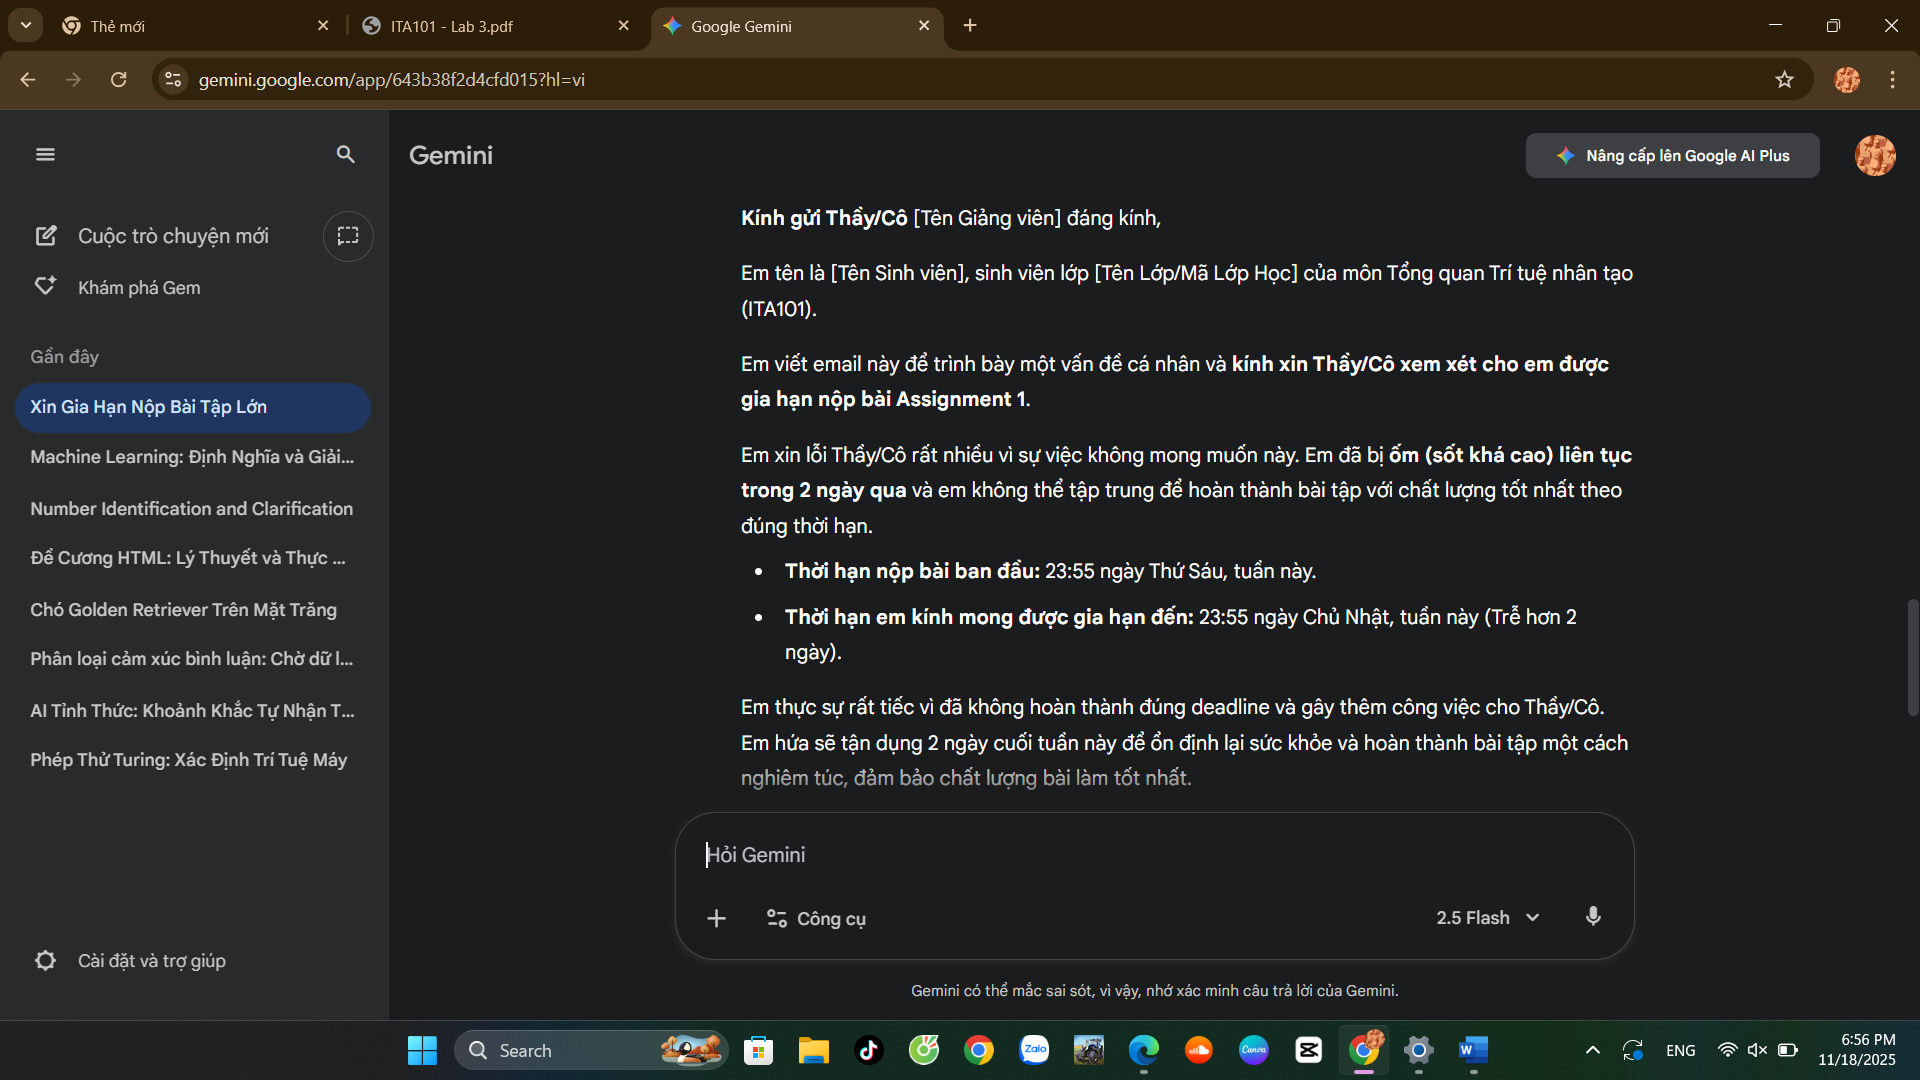 Thẻ mới
ITA101 - Lab 3.pdf
Google Gemini
gemini.google.com/app/643b38f2d4cfd015?hl=vi
Gemini
Nâng cấp lên Google AI Plus
Cuộc trò chuyện mới
Khám phá Gem
Gần đây
Xin Gia Hạn Nộp Bài Tập Lớn
Machine Learning: Định Nghĩa và Giải...
Number Identification and Clarification
Đề Cương HTML: Lý Thuyết và Thực ...
Chó Golden Retriever Trên Mặt Trăng
Phân loại cảm xúc bình luận: Chờ dữ l...
AI Tỉnh Thức: Khoảnh Khắc Tự Nhận T...
Phép Thử Turing: Xác Định Trí Tuệ Máy
Cài đặt và trợ giúp
Kính gửi Thầy/Cô [Tên Giảng viên] đáng kính,
Em tên là [Tên Sinh viên], sinh viên lớp [Tên Lớp/Mã Lớp Học] của môn Tổng quan Trí tuệ nhân tạo
(ITA101).
Em viết email này để trình bày một vấn đề cá nhân và kính xin Thầy/Cô xem xét cho em được
gia hạn nộp bài Assignment 1.
Em xin lỗi Thầy/Cô rất nhiều vì sự việc không mong muốn này. Em đã bị ốm (sốt khá cao) liên tục
trong 2 ngày qua và em không thể tập trung để hoàn thành bài tập với chất lượng tốt nhất theo
đúng thời hạn.
• Thời hạn nộp bài ban đầu: 23:55 ngày Thứ Sáu, tuần này.
• Thời hạn em kính mong được gia hạn đến: 23:55 ngày Chủ Nhật, tuần này (Trễ hơn 2
ngày).
Em thực sự rất tiếc vì đã không hoàn thành đúng deadline và gây thêm công việc cho Thầy/Cô.
Em hứa sẽ tận dụng 2 ngày cuối tuần này để ổn định lại sức khỏe và hoàn thành bài tập một cách
nghiêm túc, đảm bảo chất lượng bài làm tốt nhất.
Hỏi Gemini
Công cụ
2.5 Flash
Gemini có thể mắc sai sót, vì vậy, nhớ xác minh câu trả lời của Gemini.
Search
Zalo
Canva
W
ENG
6:56 PM
11/18/2025